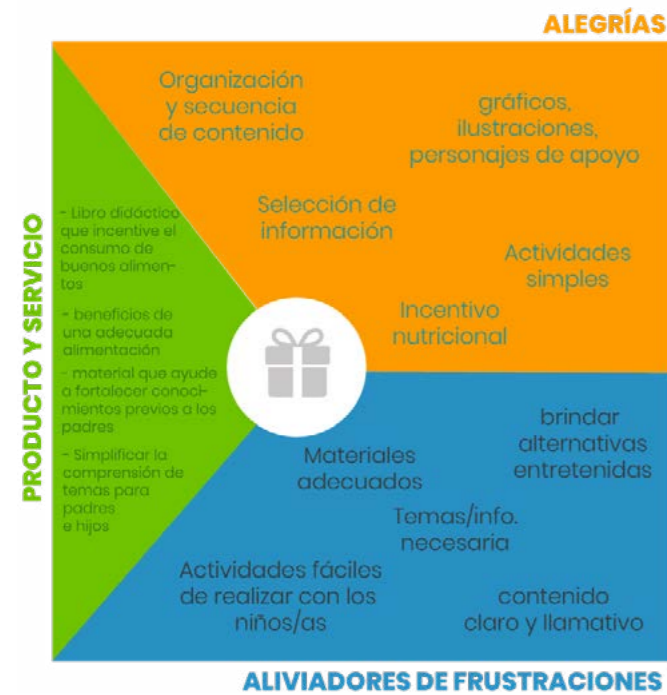 ALEGRÍAS
Organización
y secuencia
de contenido
gráficos,
ilustraciones,
personajes de apoyo
Selección de
información
Actividades
simples
Incentivo
nutricional
PRODUCTO Y SERVICIO
- Libro didáctico
que incentive el
consumo de
buenos alimen-
tos
- beneficios de
una adecuada
alimentación
- material que ayude
a fortalecer conoci-
mientos previos a los
padres
- Simplificar la
comprensión de
temas para
padres
e hijos
brindar
alternativas
entretenidas
Materiales
adecuados
Temas/info.
necesaria
Actividades fáciles
de realizar con los
niños/as
contenido
claro y llamativo
ALIVIADORES DE FRUSTRACIONES